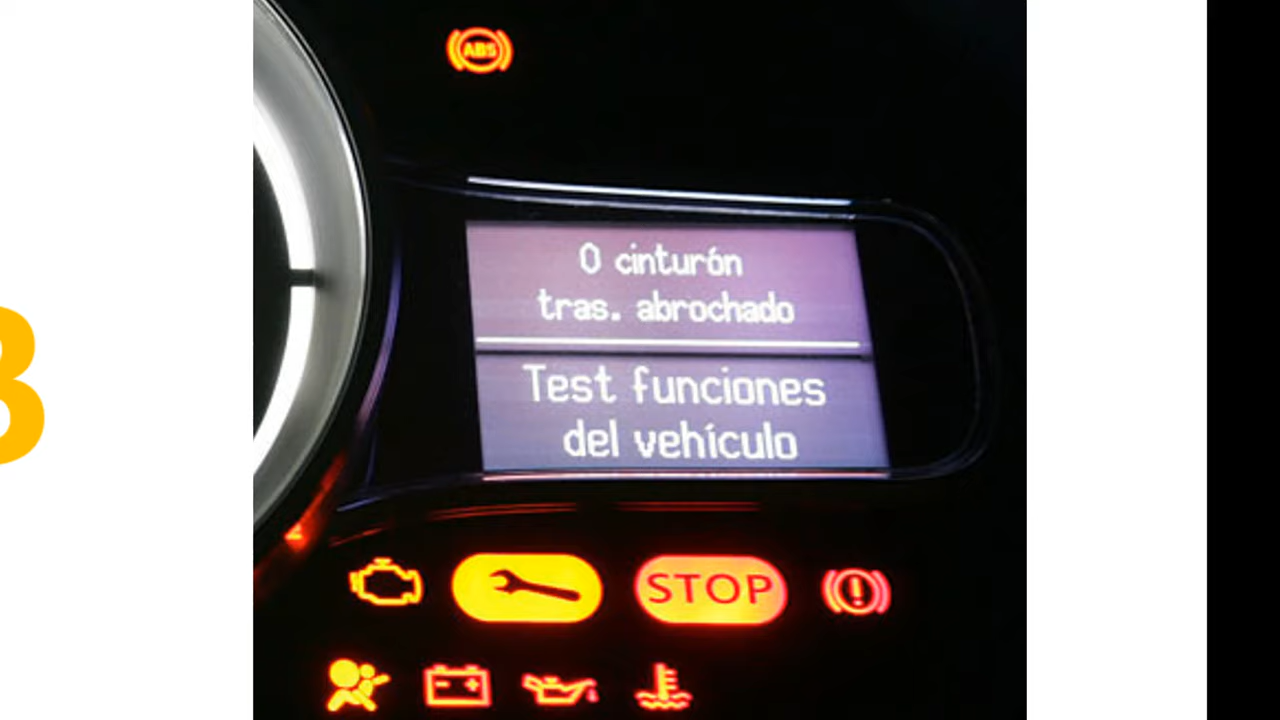 ABS
0 cinturón
tras. abrochado
Test funciones
del vehículo
STOP